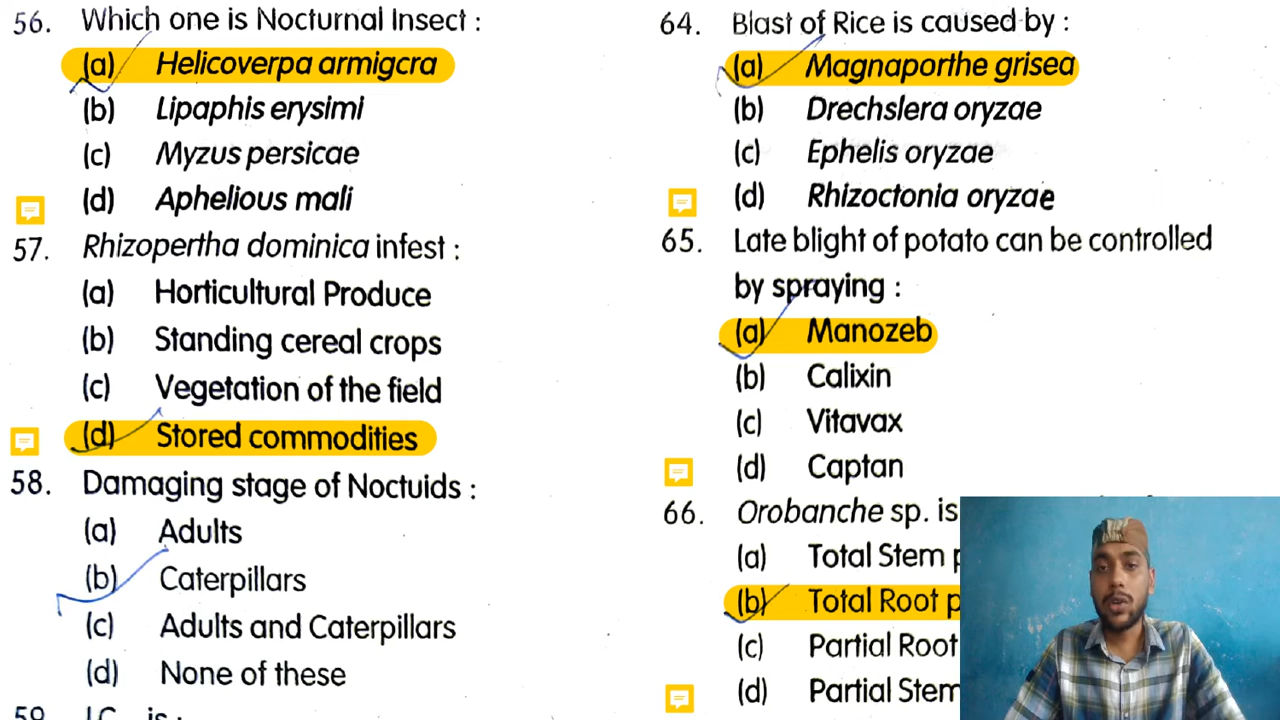 56. Which one is Nocturnal Insect :
(a) Helicoverpa armigcra
(b) Lipaphis erysimi
(c) Myzus persicae
(d) Aphelious mali
57. Rhizopertha dominica infest :
(a) Horticultural Produce
(b) Standing cereal crops
(c) Vegetation of the field
(d) Stored commodities
58. Damaging stage of Noctuids :
(a) Adults
(b) Caterpillars
(c) Adults and Caterpillars
(d) None of these
59.
is :
64. Blast of Rice is caused by :
(a) Magnaporthe grisea
(b) Drechslera oryzae
(c) Ephelis oryzae
(d) Rhizoctonia oryzae
65. Late blight of potato can be controlled
by spraying :
(a) Manozeb
(b) Calixin
(c) Vitavax
(d) Captan
66. Orobanche sp. is
(a) Total Stem p
(b) Total Root p
(c) Partial Root
(d) Partial Stem